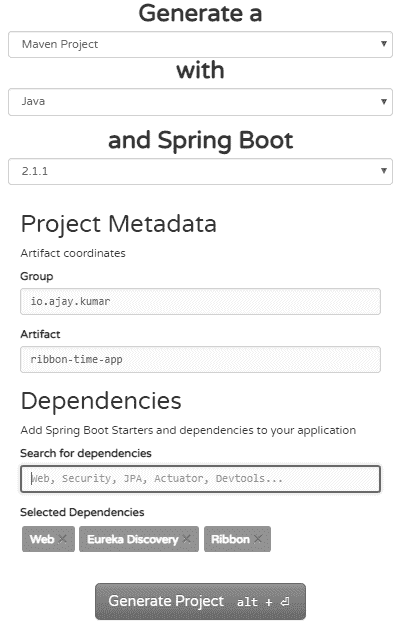 Generate a
Maven Project
with
Java
and Spring Boot
2.1.1
Project Metadata
Artifact coordinates
Group
io.ajay.kumar
Artifact
ribbon-time-app
Dependencies
Add Spring Boot Starters and dependencies to your application
Search for dependencies
Web, Security, JPA, Actuator, Devtools...
Selected Dependencies
Web × Eureka Discovery × Ribbon ×
Generate Project alt + ⏎